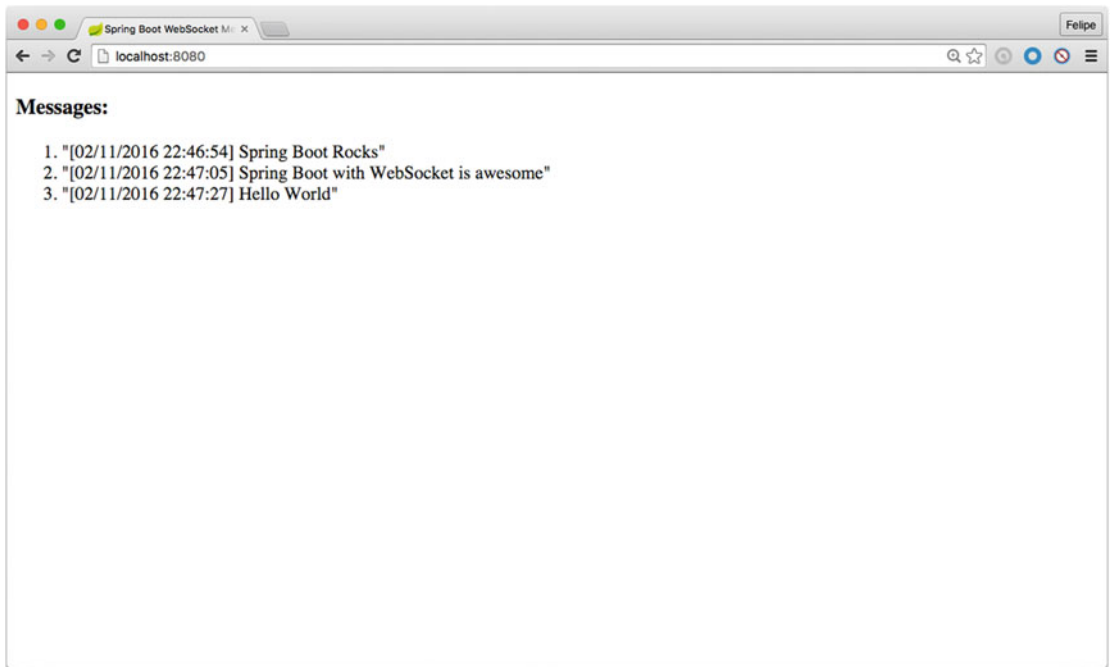 Spring Boot WebSocket M
Felipe
localhost:8080
Messages:
1. "[02/11/2016 22:46:54] Spring Boot Rocks"
2. "[02/11/2016 22:47:05] Spring Boot with WebSocket is awesome"
3. "[02/11/2016 22:47:27] Hello World"